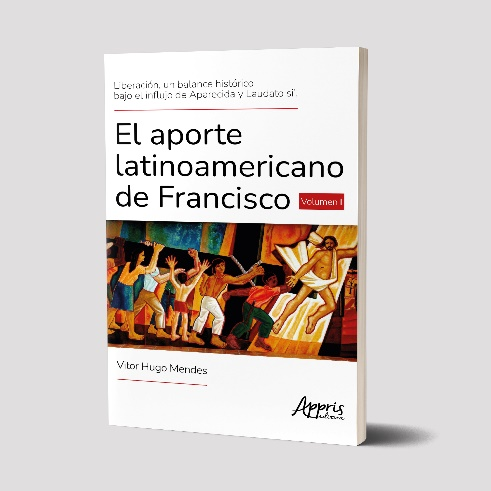 Liberación, un balance histórico
bajo el influjo de Aparecida y Laudato si'.
El aporte
latinoamericano
de Francisco
Volumen I
Vitor Hugo Mendes
Appris
editora